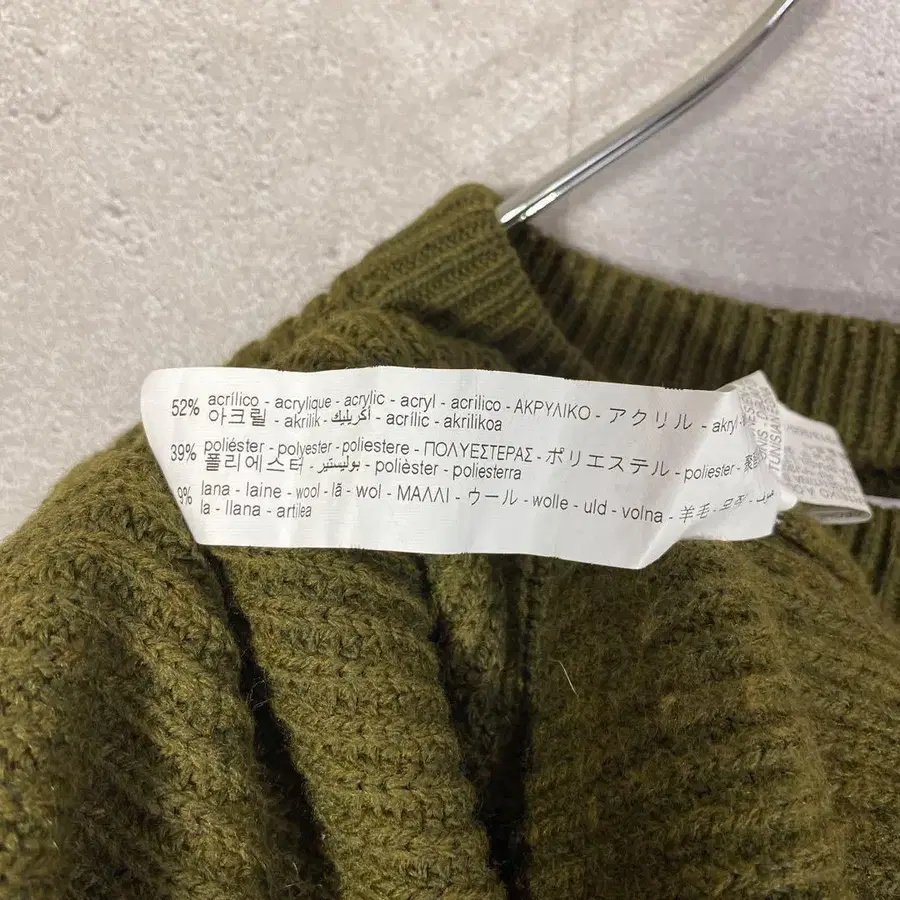 52% acrílico - acrylique - acrylic - acryl - acrilico - ΑΚΡΥΛΙΚΟ - アクリル - akryl
아크릴 - akrilik - أكريليك - acrílic - akrilikoa
39% poliéster - polyester - poliestere - ΠΟΛΥΕΣΤΕΡΑΣ - ポリエステル - poliester -
폴리에스터 - بوليستير - polièster - poliesterra
9% lana - laine - wool - lã - wol - ΜΑΛΛΙ - ウール - wolle - uld - volna - 羊毛 -
la - llana - artilea